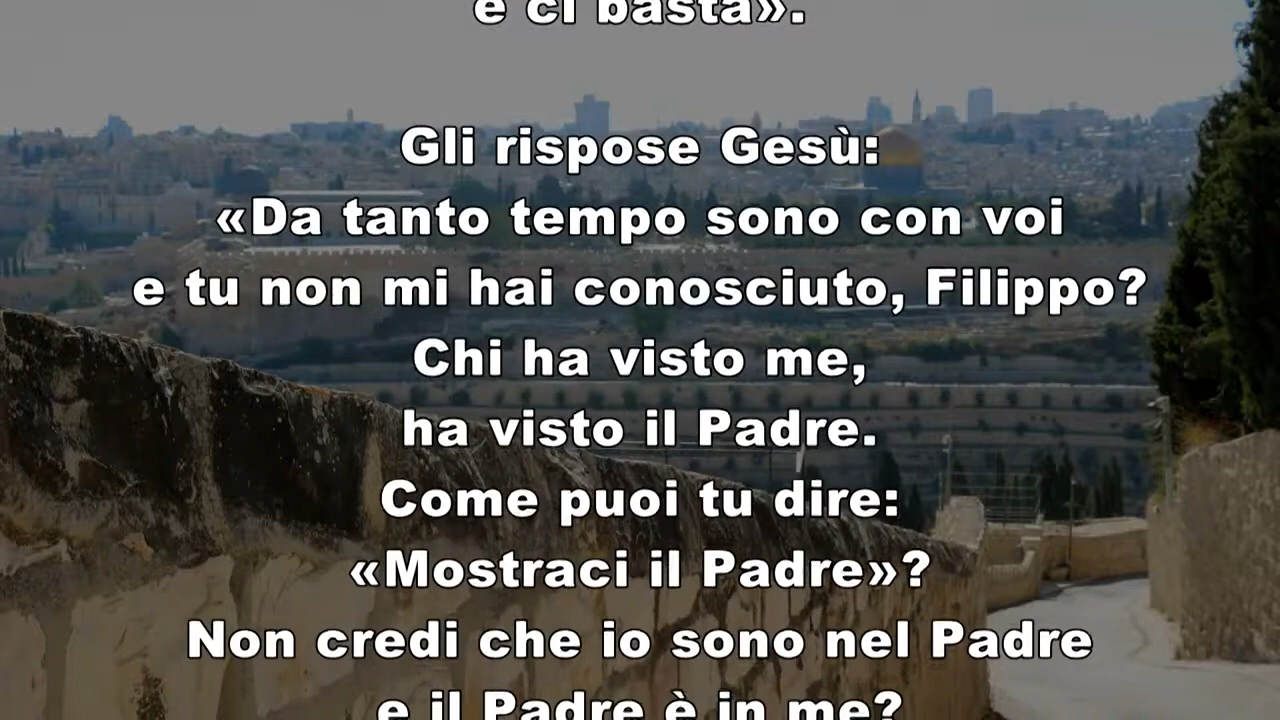 e ci basta».
Gli rispose Gesù:
«Da tanto tempo sono con voi
e tu non mi hai conosciuto, Filippo?
Chi ha visto me,
ha visto il Padre.
Come puoi tu dire:
«Mostraci il Padre»?
Non credi che io sono nel Padre
e il Padre è in me?